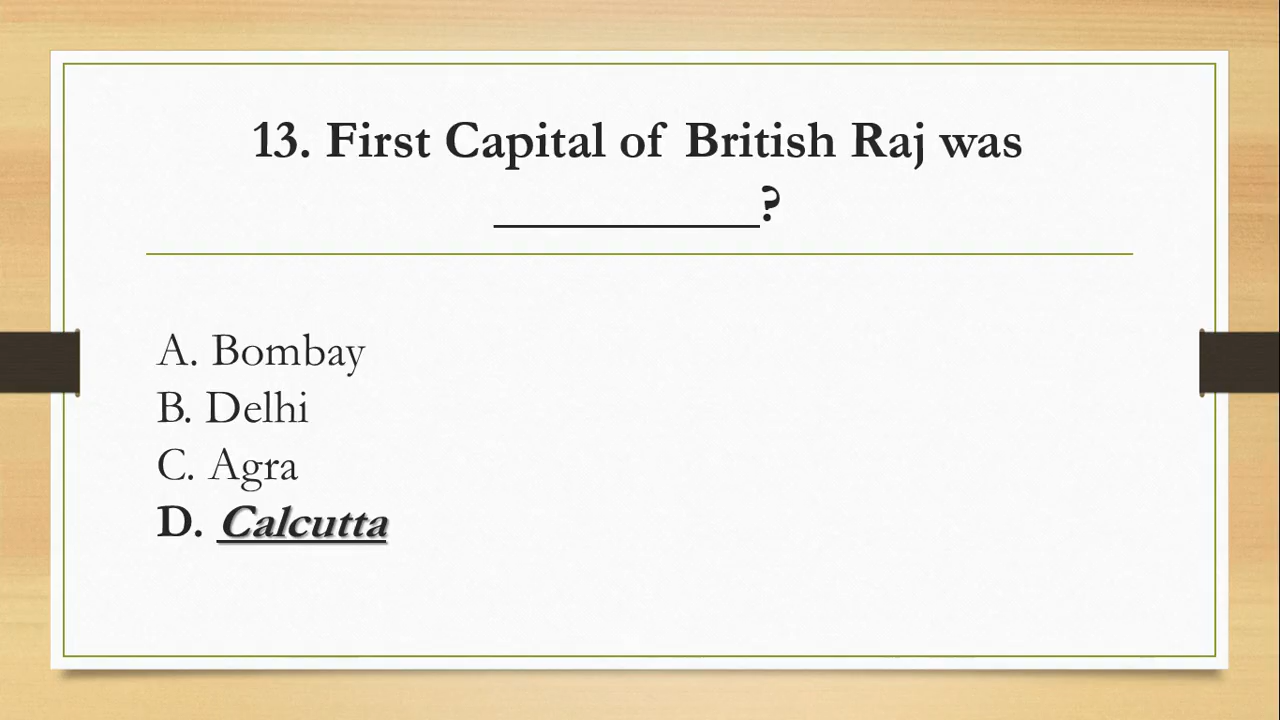 13. First Capital of British Raj was
___________?
A. Bombay
B. Delhi
C. Agra
D. Calcutta